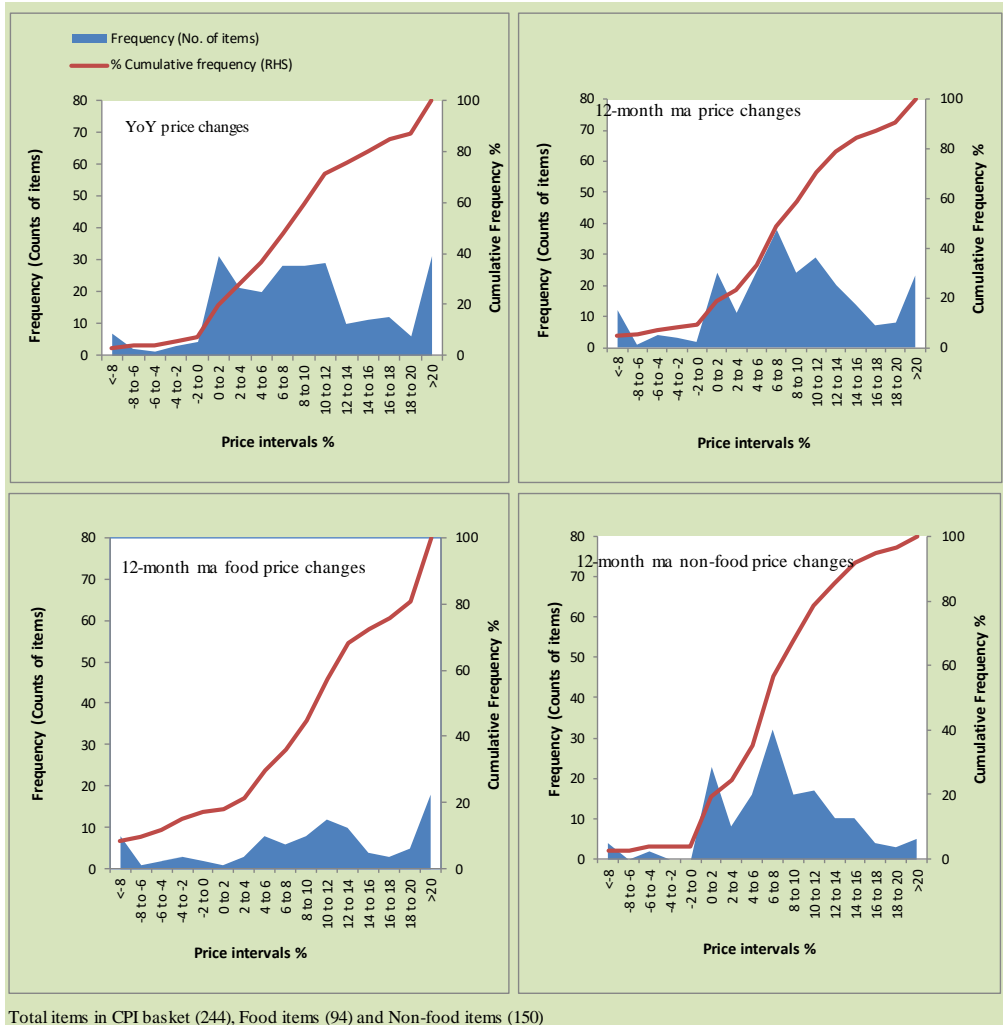 Frequency (No. of items)
% Cumulative frequency (RHS)
YoY price changes
Frequency (Counts of items)
80
70
60
50
40
30
20
10
0
100
80
60
40
20
0
Cumulative Frequency %
<-8
-8 to -6
-6 to -4
-4 to -2
-2 to 0
0 to 2
2 to 4
4 to 6
6 to 8
8 to 10
10 to 12
12 to 14
14 to 16
16 to 18
18 to 20
>20
Price intervals %
12-month ma price changes
Frequency (Counts of items)
80
70
60
50
40
30
20
10
0
100
80
60
40
20
0
Cumulative Frequency %
<-8
-8 to -6
-6 to -4
-4 to -2
-2 to 0
0 to 2
2 to 4
4 to 6
6 to 8
8 to 10
10 to 12
12 to 14
14 to 16
16 to 18
18 to 20
>20
Price intervals %
12-month ma food price changes
Frequency (Counts of items)
80
70
60
50
40
30
20
10
0
100
80
60
40
20
0
Cumulative Frequency %
<-8
-8 to -6
-6 to -4
-4 to -2
-2 to 0
0 to 2
2 to 4
4 to 6
6 to 8
8 to 10
10 to 12
12 to 14
14 to 16
16 to 18
18 to 20
>20
Price intervals %
12-month ma non-food price changes
Frequency (Counts of items)
80
70
60
50
40
30
20
10
0
100
80
60
40
20
0
Cumulative Frequency %
<-8
-8 to -6
-6 to -4
-4 to -2
-2 to 0
0 to 2
2 to 4
4 to 6
6 to 8
8 to 10
10 to 12
12 to 14
14 to 16
16 to 18
18 to 20
>20
Price intervals %
Total items in CPI basket (244), Food items (94) and Non-food items (150)